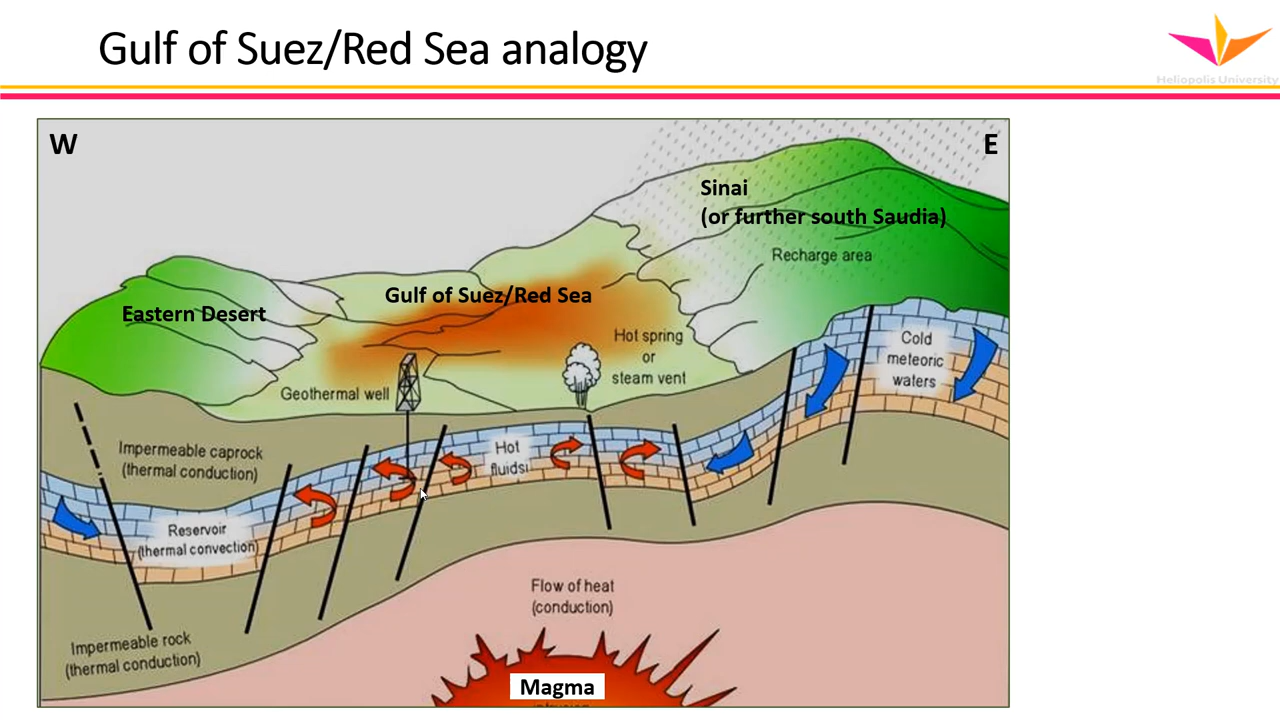 Gulf of Suez/Red Sea analogy
Heliopolis University
W
E
Sinai
(or further south Saudia)
Recharge area
Eastern Desert
Gulf of Suez/Red Sea
Hot spring
or
steam vent
Cold
meteoric
waters
Geothermal well
Impermeable caprock
(thermal conduction)
Hot
fluids
Reservoir
(thermal convection)
Flow of heat
(conduction)
Impermeable rock
(thermal conduction)
Magma